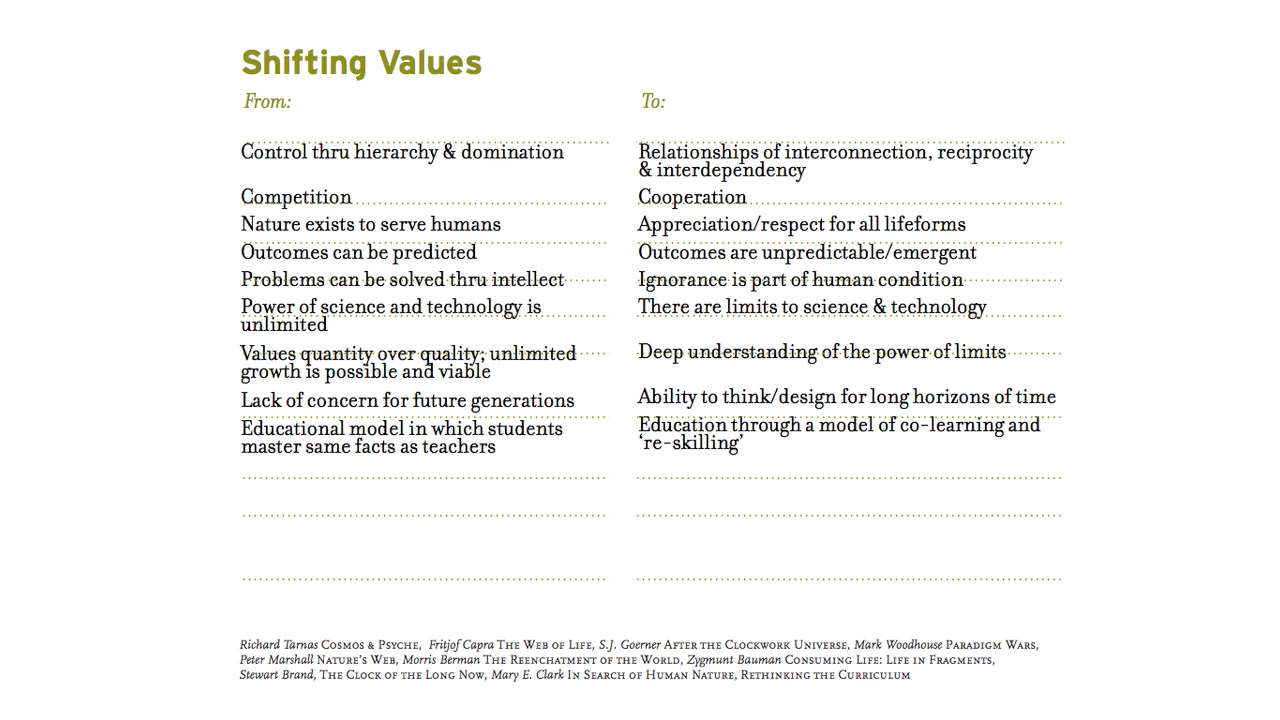 Shifting Values
From:
To:
Control thru hierarchy & domination
Relationships of interconnection, reciprocity
& interdependency
Competition
Cooperation
Nature exists to serve humans
Appreciation/respect for all lifeforms
Outcomes can be predicted
Outcomes are unpredictable/emergent
Problems can be solved thru intellect
Ignorance is part of human condition
Power of science and technology is
unlimited
There are limits to science & technology
Values quantity over quality; unlimited
growth is possible and viable
Deep understanding of the power of limits
Lack of concern for future generations
Ability to think/design for long horizons of time
Educational model in which students
master same facts as teachers
Education through a model of co-learning and
‘re-skilling’
Richard Tarnas Cosmos & Psyche, Fritjof Capra The Web of Life, S.J. Goerner After the Clockwork Universe, Mark Woodhouse Paradigm Wars,
Peter Marshall Nature's Web, Morris Berman The Reenchatment of the World, Zygmunt Bauman Consuming Life: Life in Fragments,
Stewart Brand, The Clock of the Long Now, Mary E. Clark In Search of Human Nature, Rethinking the Curriculum